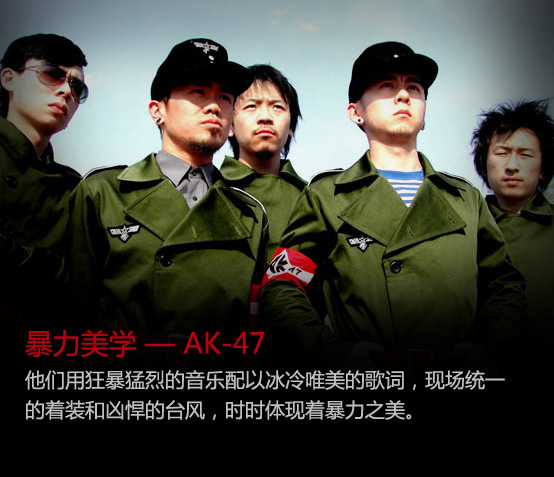 AK 47
暴力美学 — AK-47
他们用狂暴猛烈的音乐配以冰冷唯美的歌词，现场统一
的着装和凶悍的台风，时时体现着暴力之美。